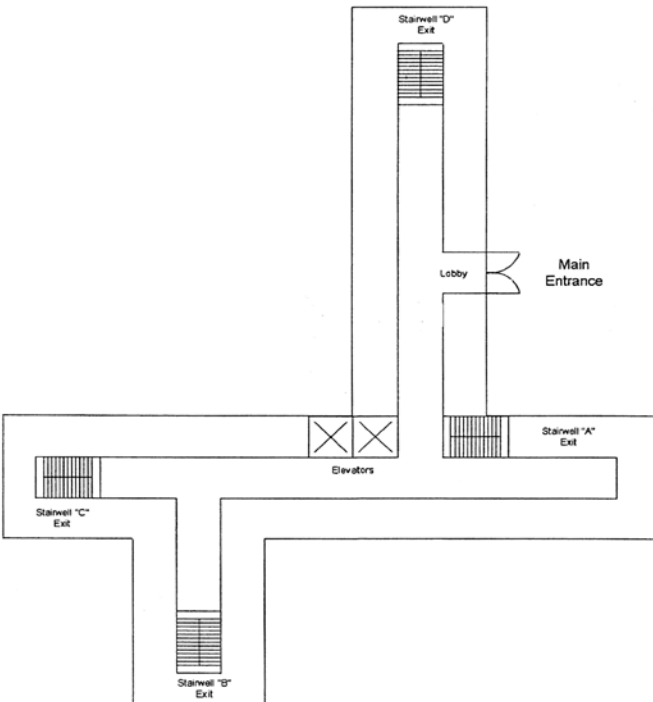 Stairwell "D"
Exit
Lobby
Main
Entrance
Stairwell "A"
Exit
Elevators
Stairwell "C"
Exit
Stairwell "B"
Exit